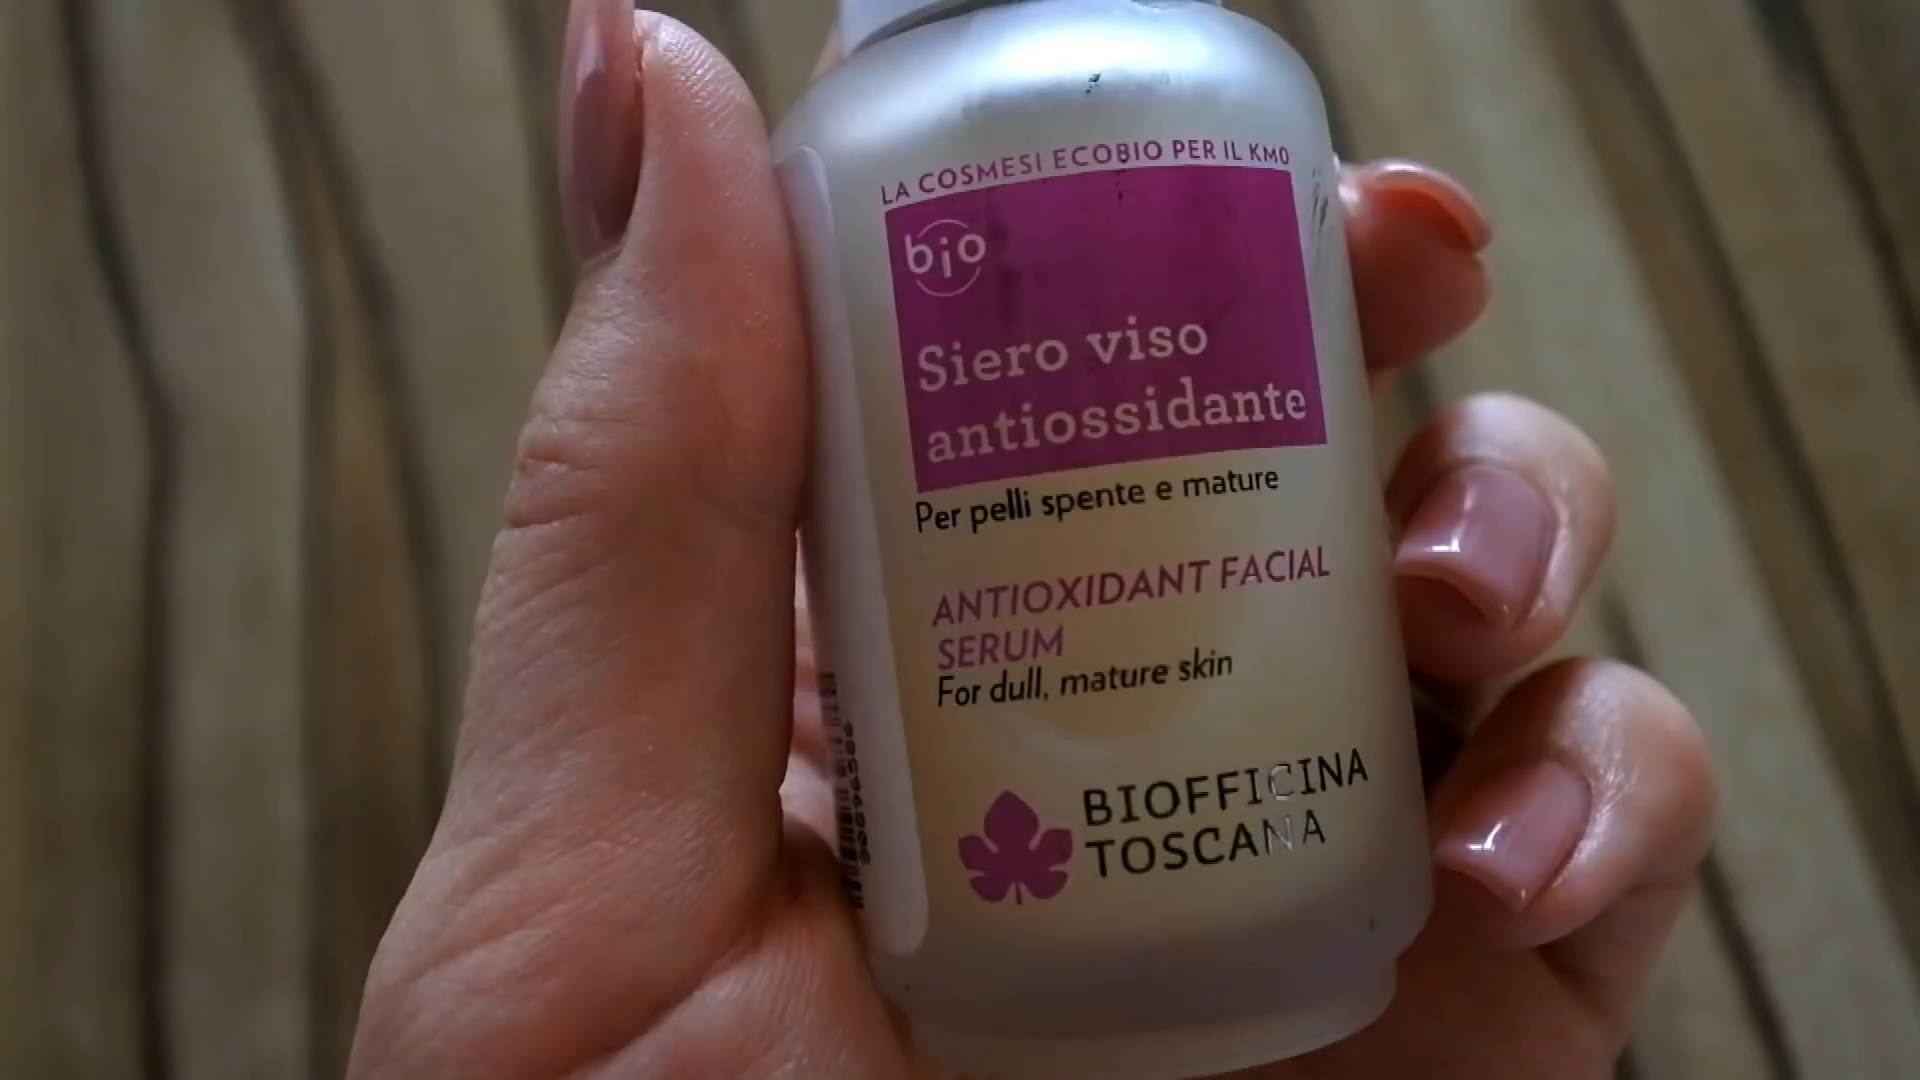 LA COSMESI ECOBIO PER IL KM0
bio
Siero viso
antiossidante
Per pelli spente e mature
ANTIOXIDANT FACIAL
SERUM
For dull, mature skin
BIOFFICINA
TOSCANA